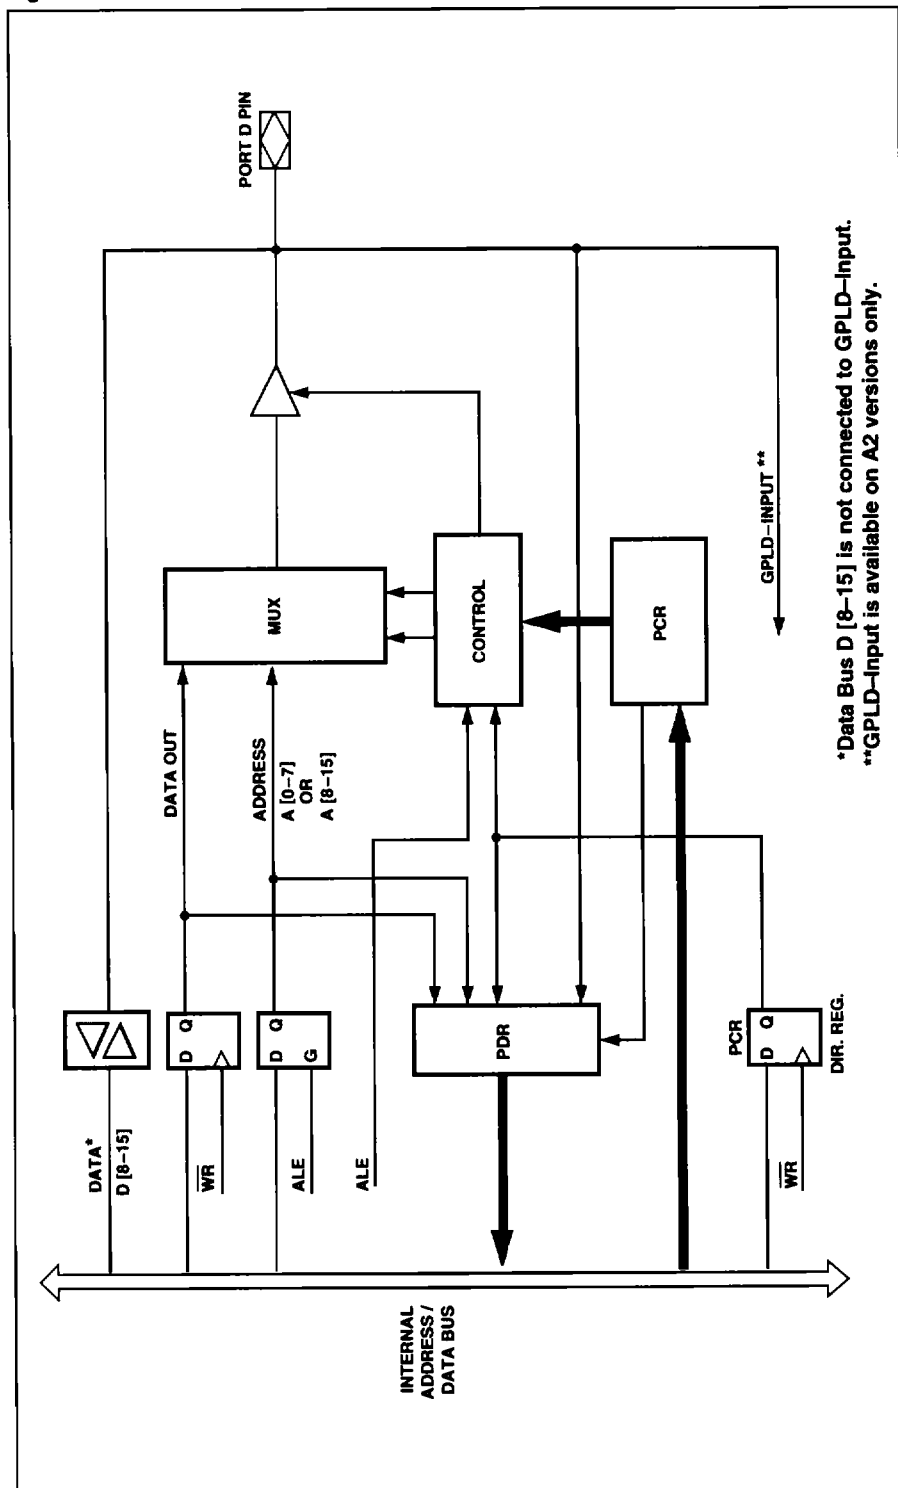 PORT D PIN
DATA*
D [8–15]
D Q
WR
DATA OUT
D Q
G
ALE
ADDRESS
A [0–7]
OR
A [8–15]
MUX
ALE
CONTROL
PDR
PCR
GPLD–INPUT **
PCR
D Q
WR
DIR. REG.
INTERNAL
ADDRESS /
DATA BUS
*Data Bus D [8–15] is not connected to GPLD–Input.
**GPLD–Input is available on A2 versions only.